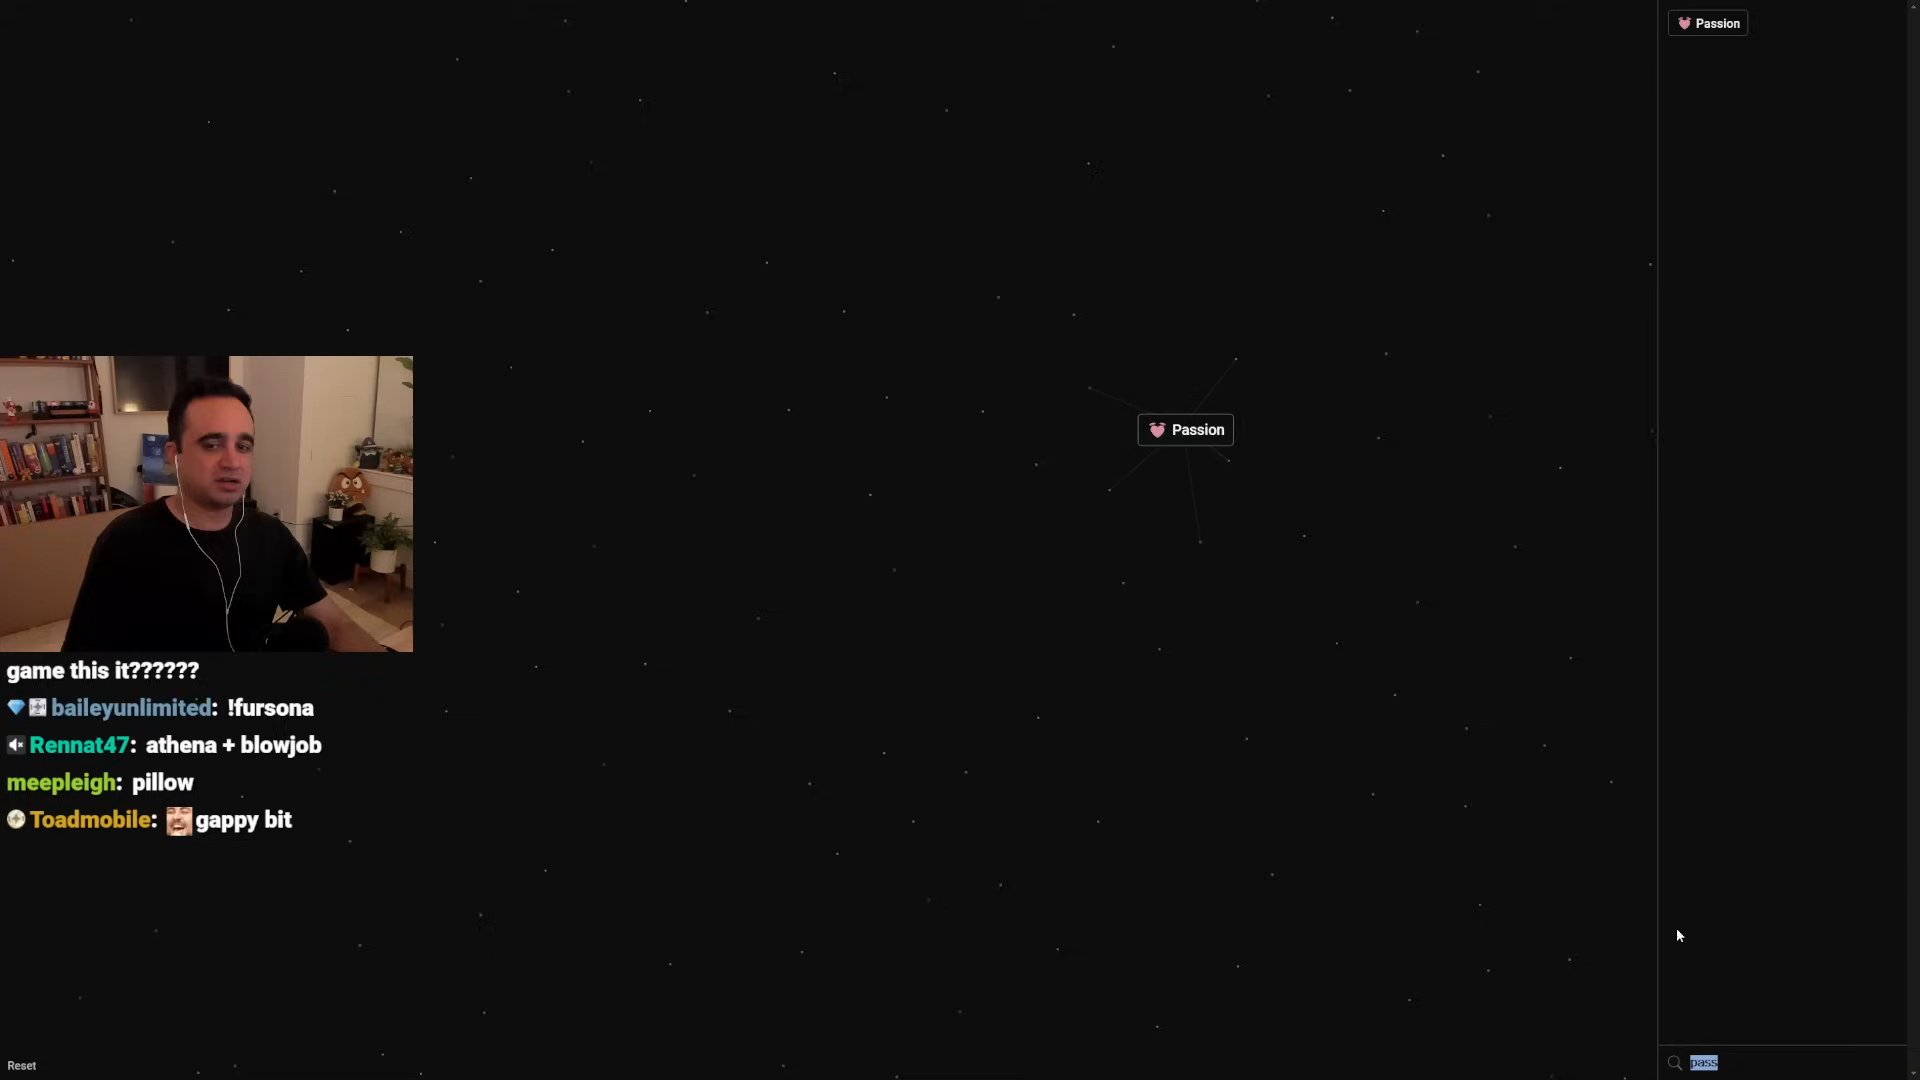 Passion
Passion
game this it??????
baileyunlimited: !fursona
Rennat47: athena + blowjob
meepleigh: pillow
Toadmobile: gappy bit
Reset
pass